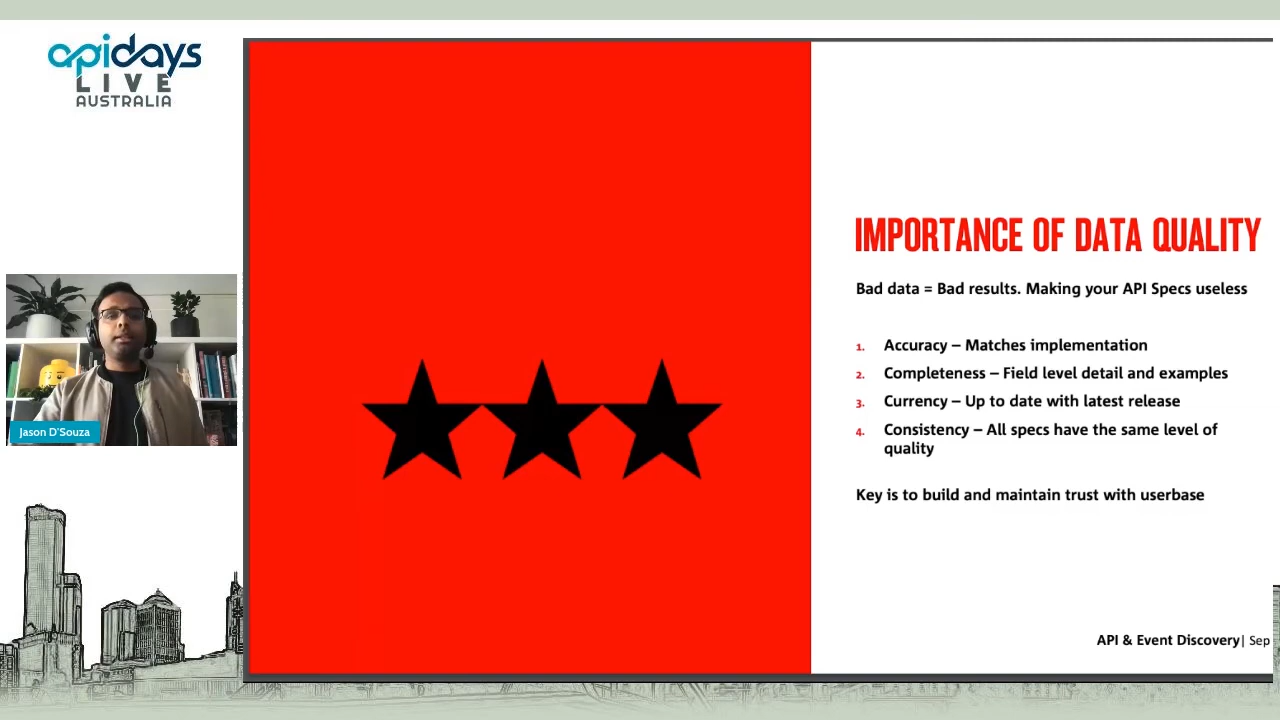 apidays
LIVE
AUSTRALIA
IMPORTANCE OF DATA QUALITY
Bad data = Bad results. Making your API Specs useless
1. Accuracy – Matches implementation
2. Completeness – Field level detail and examples
3. Currency – Up to date with latest release
4. Consistency – All specs have the same level of
quality
Key is to build and maintain trust with userbase
Jason D'Souza
API & Event Discovery| Sep